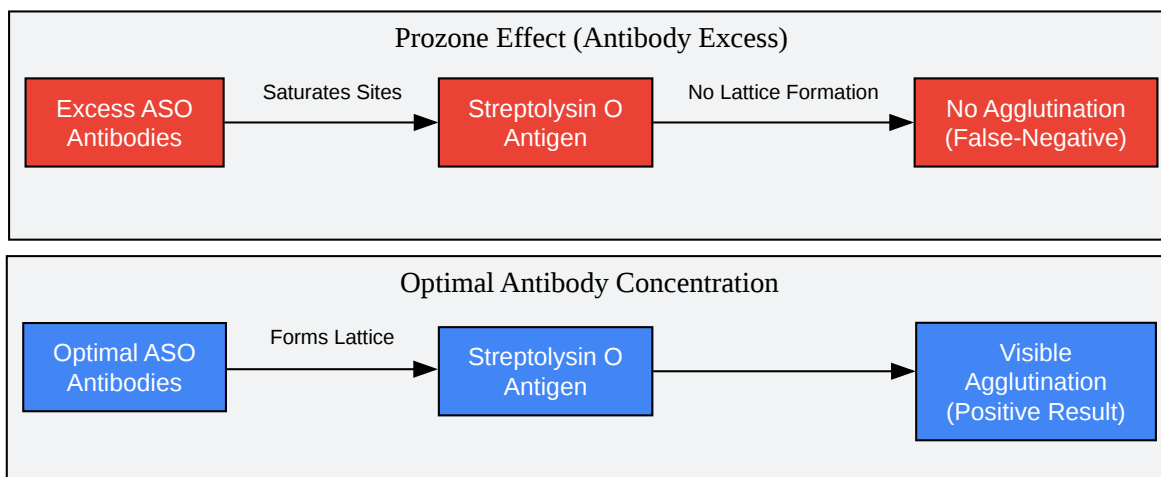 Prozone Effect (Antibody Excess)
Excess ASO
Antibodies
Saturates Sites
Streptolysin O
Antigen
No Lattice Formation
No Agglutination
(False-Negative)
Optimal Antibody Concentration
Optimal ASO
Antibodies
Forms Lattice
Streptolysin O
Antigen
Visible
Agglutination
(Positive Result)